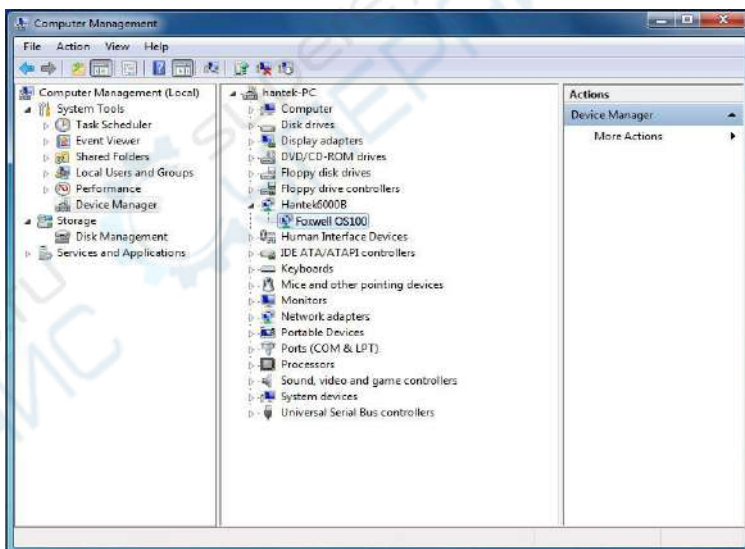 Computer Management
File Action View Help
Computer Management (Local)
System Tools
Task Scheduler
Event Viewer
Shared Folders
Local Users and Groups
Performance
Device Manager
Storage
Disk Management
Services and Applications
hantek-PC
Computer
Disk drives
Display adapters
DVD/CD-ROM drives
Floppy disk drives
Floppy drive controllers
Hantek6000B
Foxwell OS100
Human Interface Devices
IDE ATA/ATAPI controllers
Keyboards
Mice and other pointing devices
Monitors
Network adapters
Portable Devices
Ports (COM & LPT)
Processors
Sound, video and game controllers
System devices
Universal Serial Bus controllers
Actions
Device Manager
More Actions